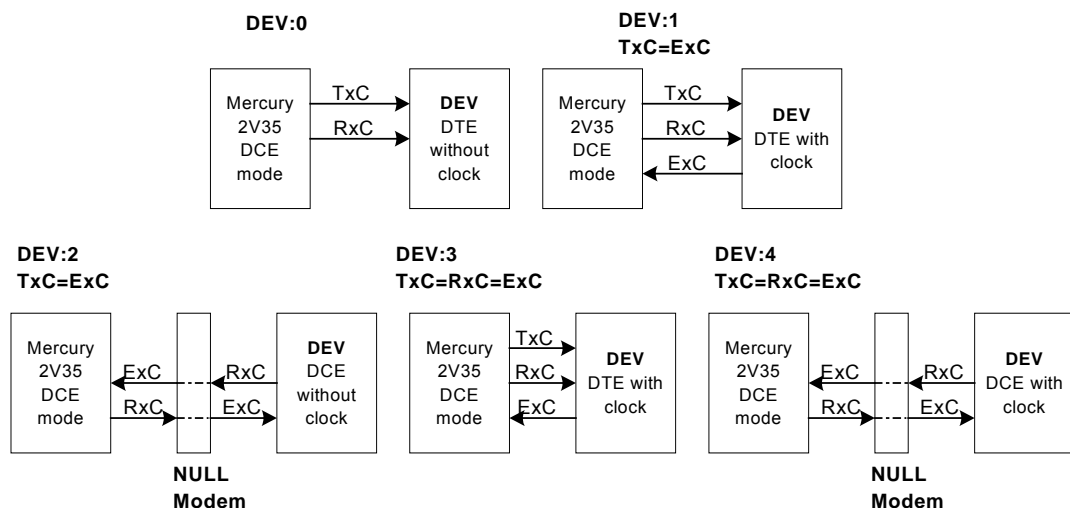 DEV:0
Mercury
2V35
DCE
mode
TxC
RxC
DEV
DTE
without
clock
DEV:1
TxC=ExC
Mercury
2V35
DCE
mode
TxC
RxC
ExC
DEV
DTE with
clock
DEV:2
TxC=ExC
Mercury
2V35
DCE
mode
ExC
RxC
RxC
ExC
NULL
Modem
DEV
DCE
without
clock
DEV:3
TxC=RxC=ExC
Mercury
2V35
DCE
mode
TxC
RxC
ExC
DEV
DTE with
clock
DEV:4
TxC=RxC=ExC
Mercury
2V35
DCE
mode
ExC
RxC
RxC
ExC
NULL
Modem
DEV
DCE with
clock